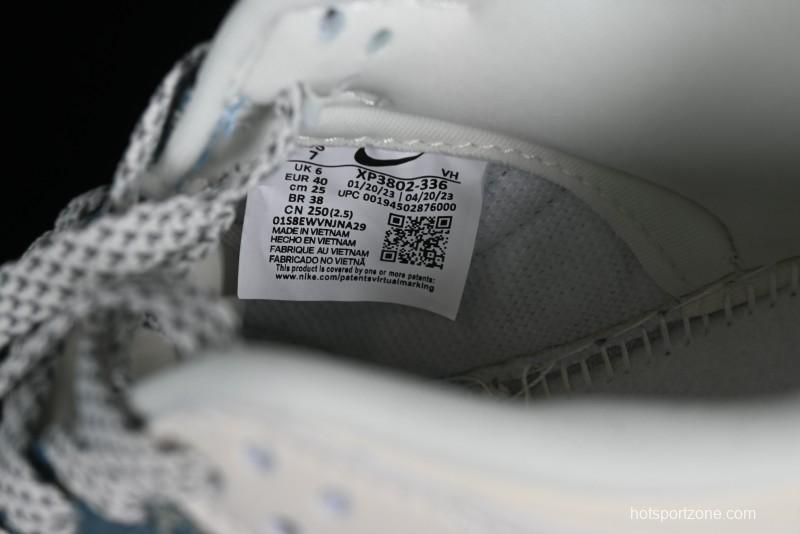 7
UK 6
EUR 40
cm 25
BR 38
CN 250(2.5)
VH
XP3802-336
01/20/23 | 04/20/23
UPC 00194502876000
01S8EWVNJNA29
MADE IN VIETNAM
HECHO EN VIETNAM
FABRIQUE AU VIETNAM
FABRICADO NO VIETNÃ
This product is covered by one or more patents:
www.nike.com/patentsvirtualmarking
hotsportzone.com